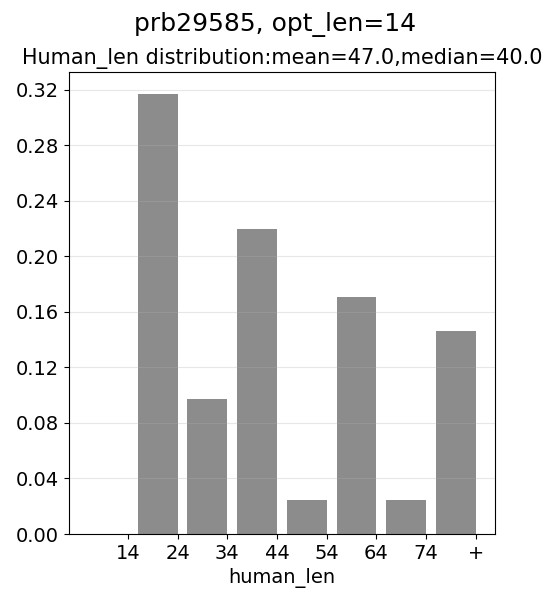 prb29585, opt_len=14
Human_len distribution:mean=47.0,median=40.0
0.32
0.28
0.24
0.20
0.16
0.12
0.08
0.04
0.00
14 24 34 44 54 64 74 +
human_len